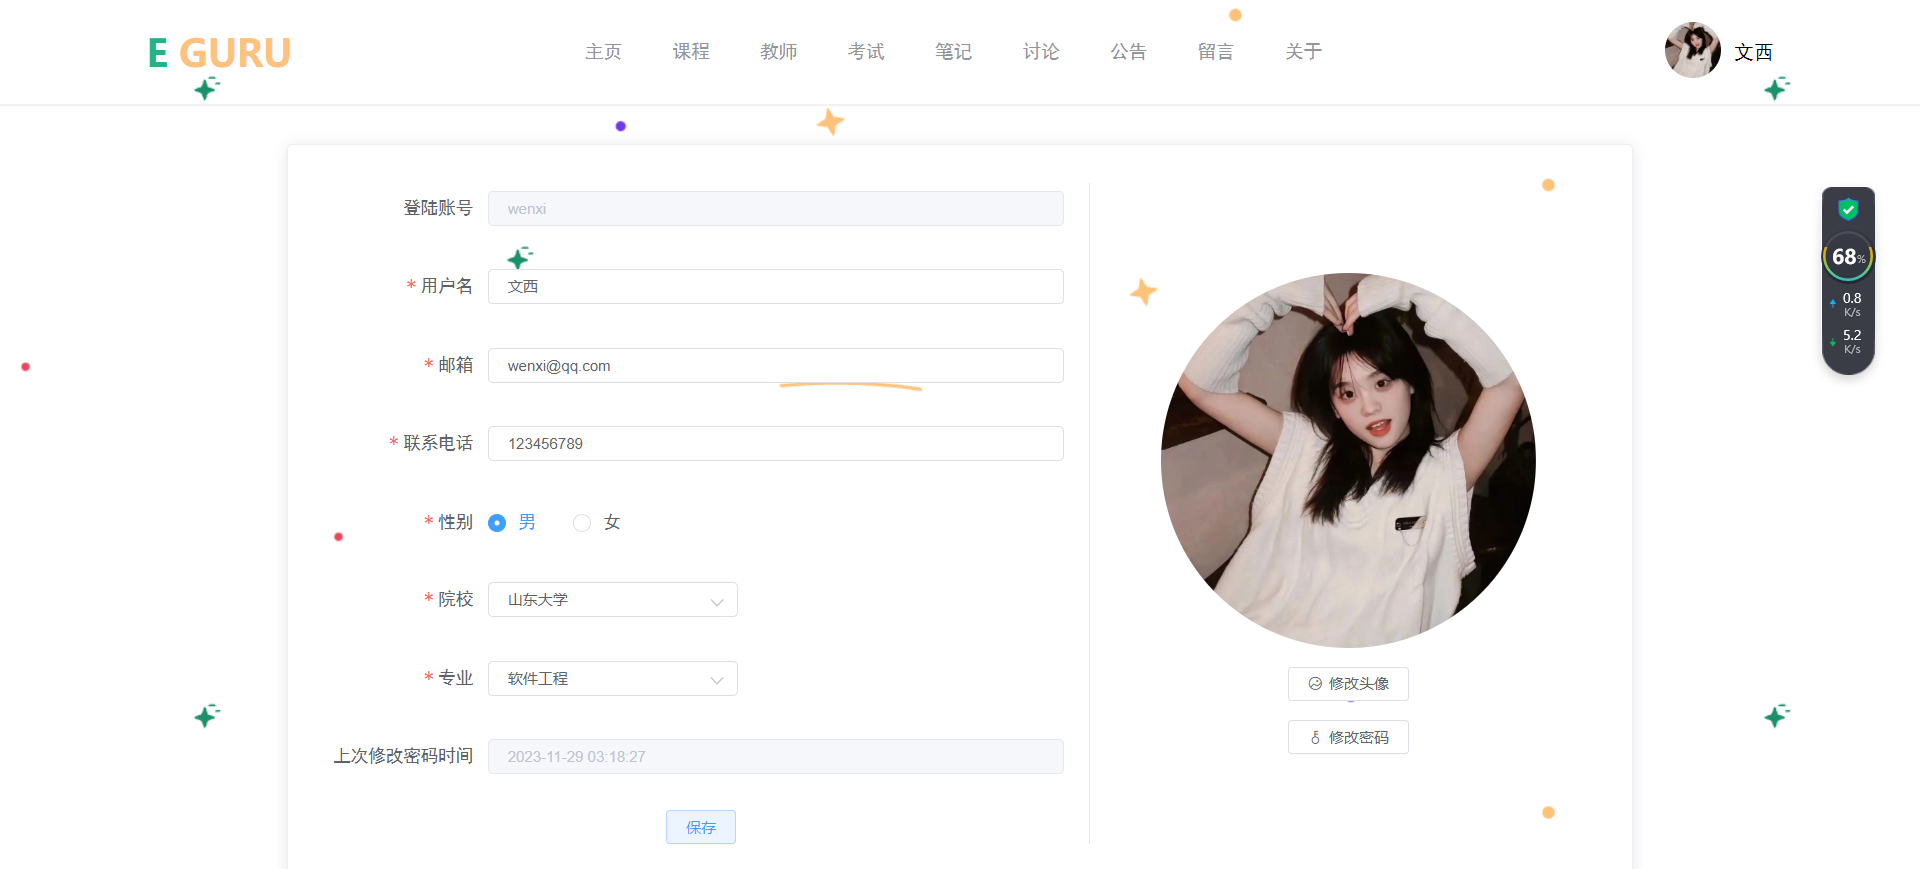 E GURU
主页 课程 教师 考试 笔记 讨论 公告 留言 关于
文西
登陆账号 wenxi
* 用户名 文西
* 邮箱 wenxi@qq.com
* 联系电话 123456789
* 性别 男 女
* 院校 山东大学
* 专业 软件工程
上次修改密码时间 2023-11-29 03:18:27
保存
修改头像
修改密码
68%
0.8
K/s
5.2
K/s